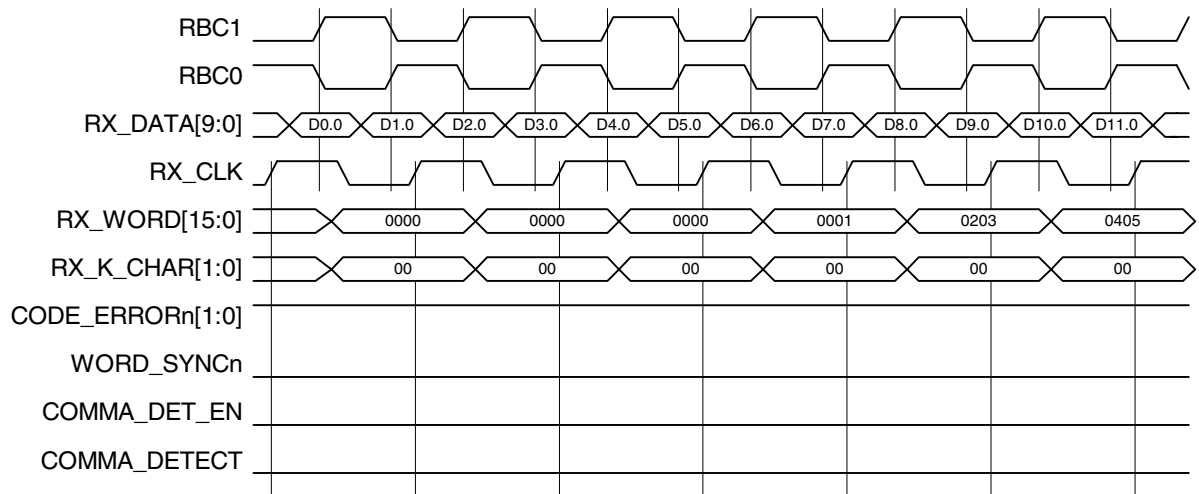 RBC1
RBC0
RX_DATA[9:0] D0.0 D1.0 D2.0 D3.0 D4.0 D5.0 D6.0 D7.0 D8.0 D9.0 D10.0 D11.0
RX_CLK
RX_WORD[15:0] 0000 0000 0000 0001 0203 0405
RX_K_CHAR[1:0] 00 00 00 00 00 00
CODE_ERRORn[1:0]
WORD_SYNCn
COMMA_DET_EN
COMMA_DETECT